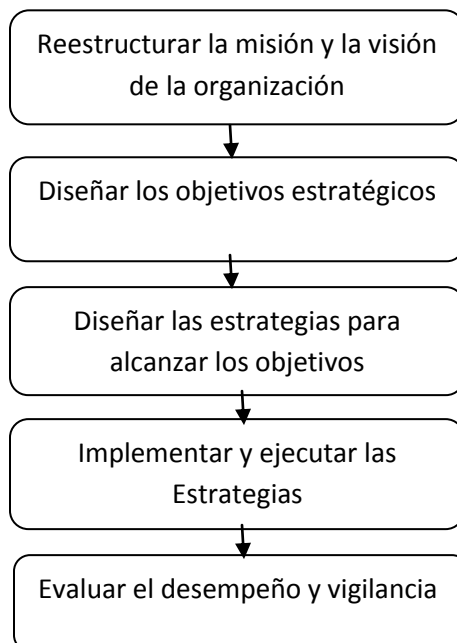 Reestructurar la misión y la visión
de la organización
Diseñar los objetivos estratégicos
Diseñar las estrategias para
alcanzar los objetivos
Implementar y ejecutar las
Estrategias
Evaluar el desempeño y vigilancia